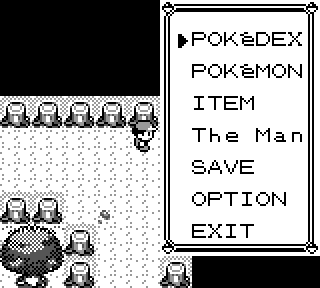 POKéDEX
POKéMON
ITEM
The Man
SAVE
OPTION
EXIT